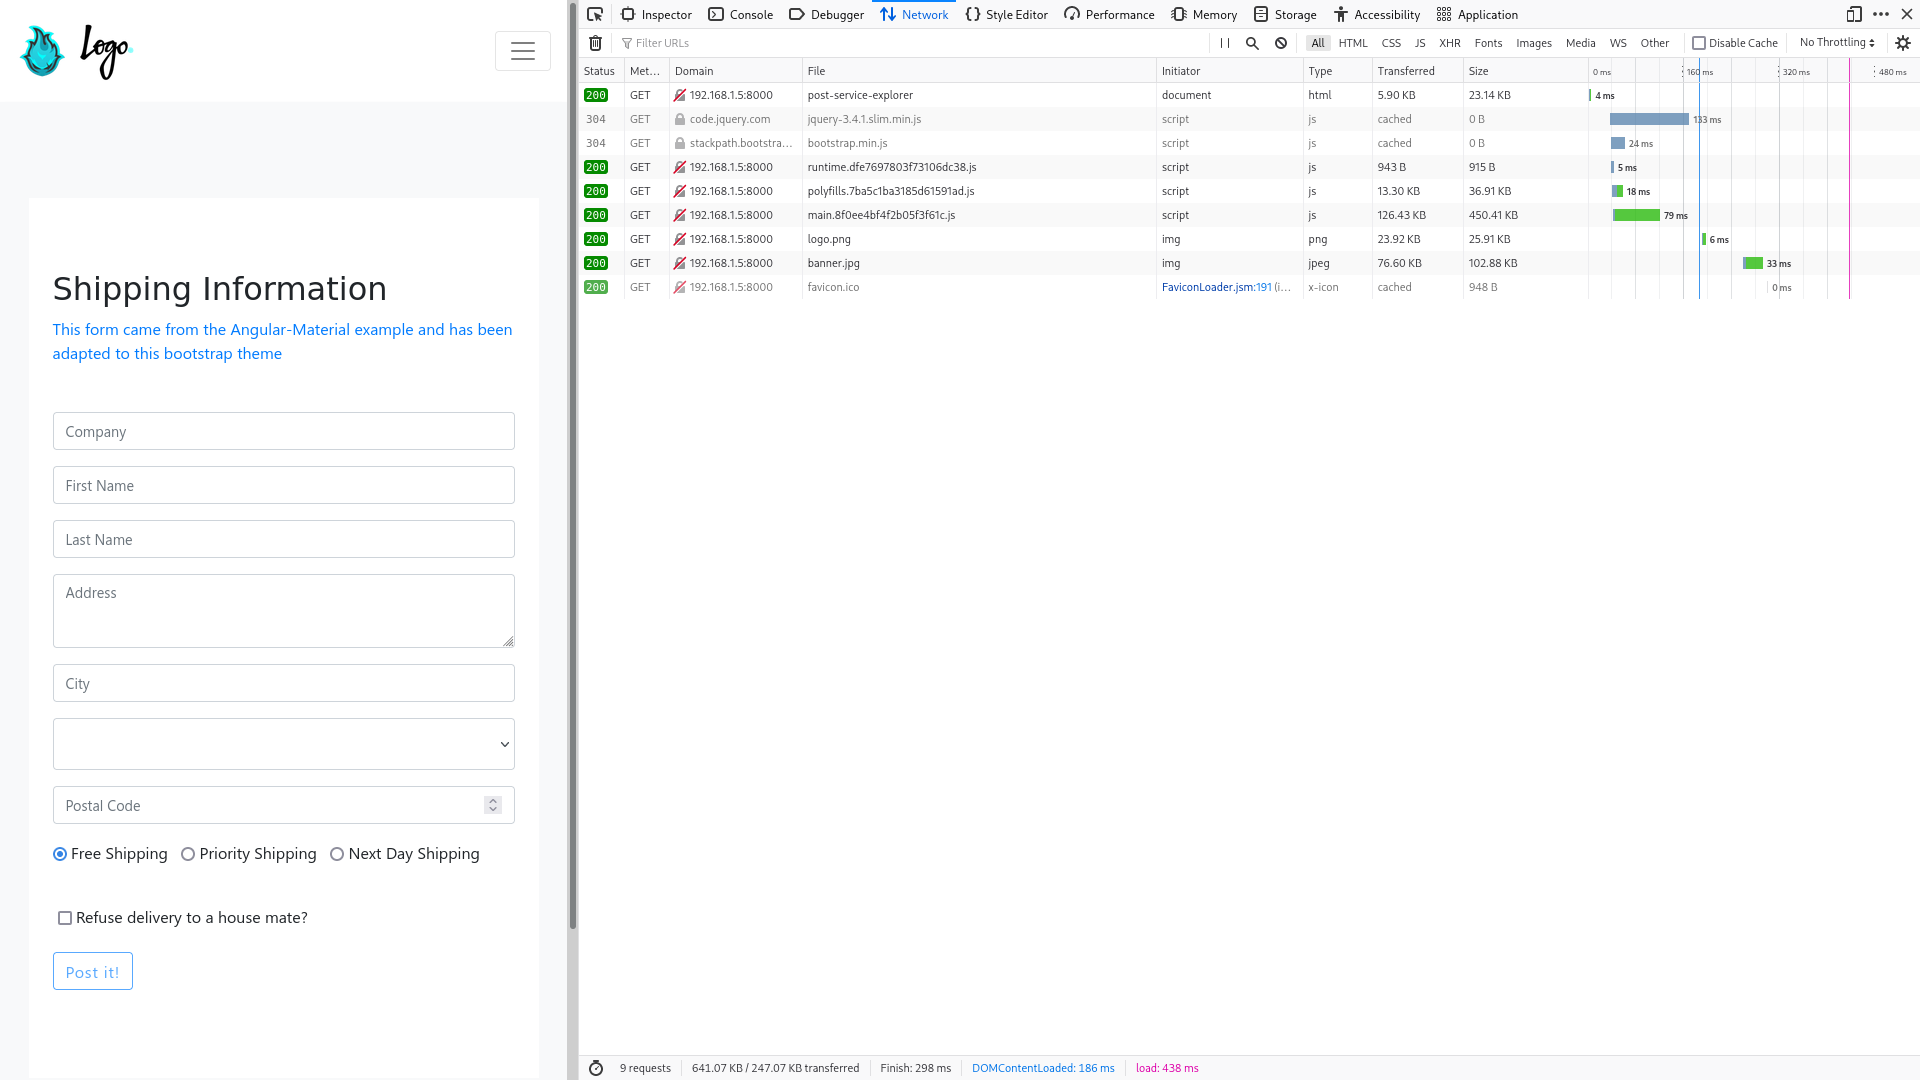 Logo
Shipping Information
This form came from the Angular-Material example and has been
adapted to this bootstrap theme
Company
First Name
Last Name
Address
City
Postal Code
Free Shipping Priority Shipping Next Day Shipping
Refuse delivery to a house mate?
Post it!
Inspector Console Debugger Network Style Editor Performance Memory Storage Accessibility Application
Filter URLs All HTML CSS JS XHR Fonts Images Media WS Other Disable Cache No Throttling
Status Met... Domain File Initiator Type Transferred Size 0 ms 160 ms 320 ms 480 ms
200 GET 192.168.1.5:8000 post-service-explorer document html 5.90 KB 23.14 KB 4 ms
304 GET code.jquery.com jquery-3.4.1.slim.min.js script js cached 0 B 133 ms
304 GET stackpath.bootstra... bootstrap.min.js script js cached 0 B 24 ms
200 GET 192.168.1.5:8000 runtime.dfe7697803f73106dc38.js script js 943 B 915 B 5 ms
200 GET 192.168.1.5:8000 polyfills.7ba5c1ba3185d61591ad.js script js 13.30 KB 36.91 KB 18 ms
200 GET 192.168.1.5:8000 main.8f0ee4bf4f2b05f3f61c.js script js 126.43 KB 450.41 KB 79 ms
200 GET 192.168.1.5:8000 logo.png img png 23.92 KB 25.91 KB 6 ms
200 GET 192.168.1.5:8000 banner.jpg img jpeg 76.60 KB 102.88 KB 33 ms
200 GET 192.168.1.5:8000 favicon.ico FaviconLoader.jsm:191 (i... x-icon cached 948 B 0 ms
9 requests 641.07 KB / 247.07 KB transferred Finish: 298 ms DOMContentLoaded: 186 ms load: 438 ms